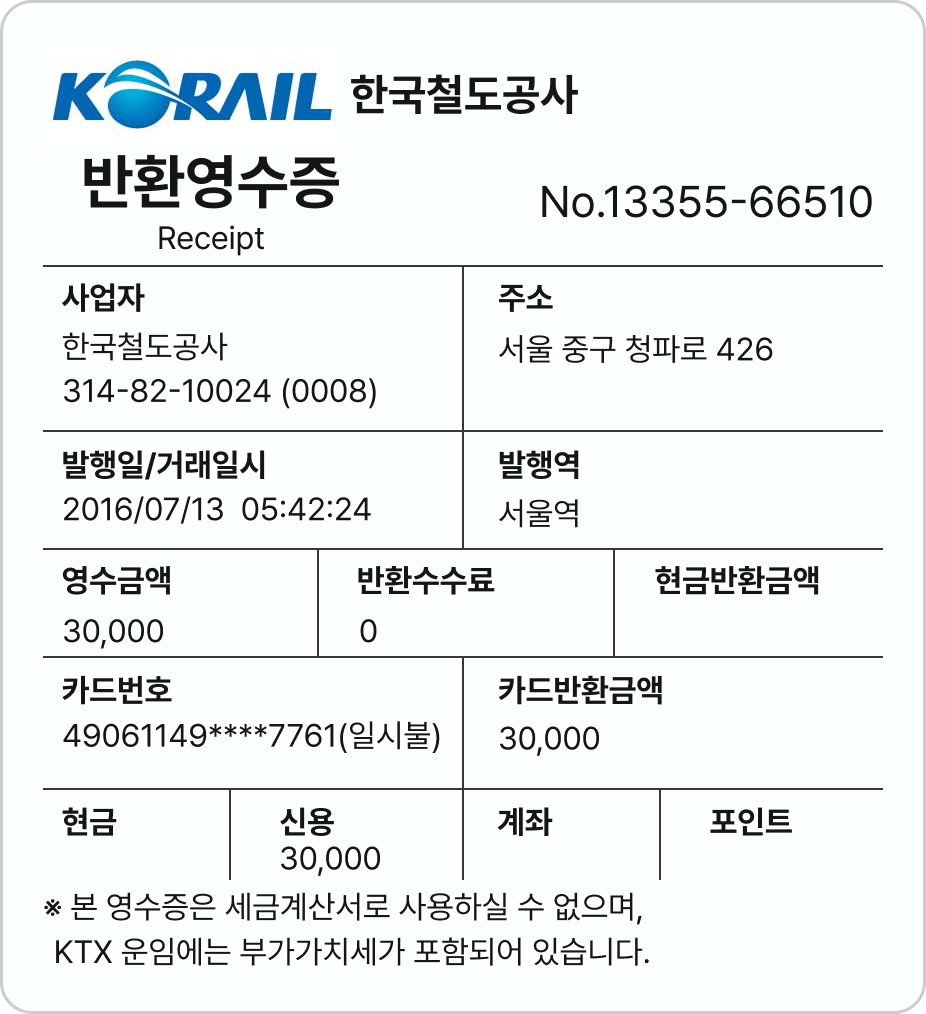 KORAIL 한국철도공사
반환영수증
Receipt
No.13355-66510
사업자
한국철도공사
314-82-10024 (0008)
주소
서울 중구 청파로 426
발행일/거래일시
2016/07/13 05:42:24
발행역
서울역
영수금액
30,000
반환수수료
0
현금반환금액
카드번호
49061149****7761(일시불)
카드반환금액
30,000
현금
신용
30,000
계좌
포인트
※ 본 영수증은 세금계산서로 사용하실 수 없으며,
KTX 운임에는 부가가치세가 포함되어 있습니다.